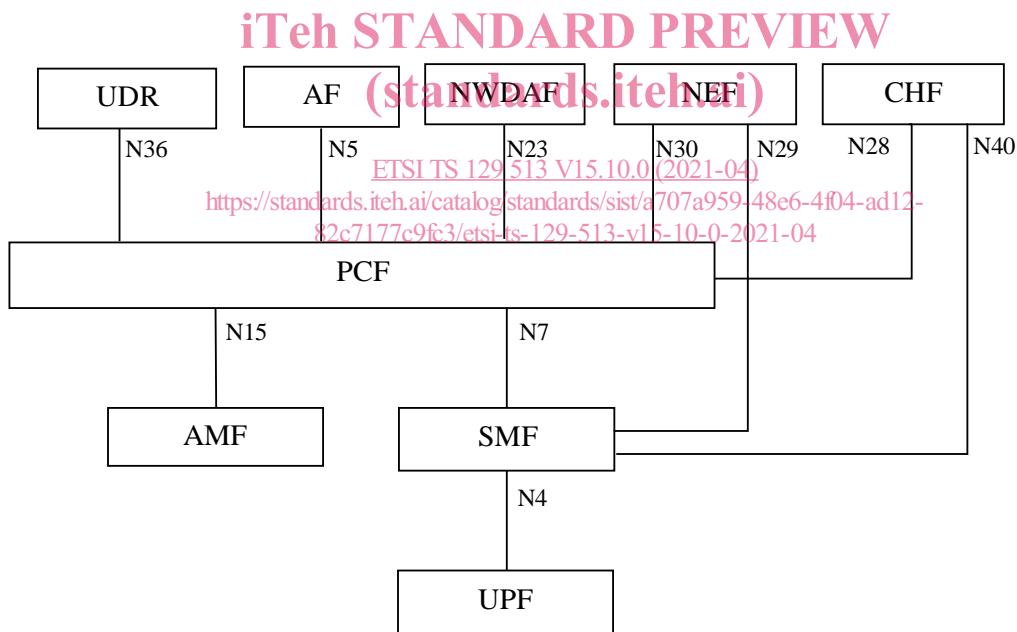 iTeh STANDARD PREVIEW
(standards.iteh.ai)
UDR
AF
NWDAF
NEF
CHF
N36
N5
N23
N30
N29
N28
N40
ETSI TS 129 513 V15.10.0 (2021-04)
https://standards.iteh.ai/catalog/standards/sist/a707a959-48e6-4f04-ad12-
82c7177c9fc3/etsi-ts-129-513-v15-10-0-2021-04
PCF
N15
N7
AMF
SMF
N4
UPF